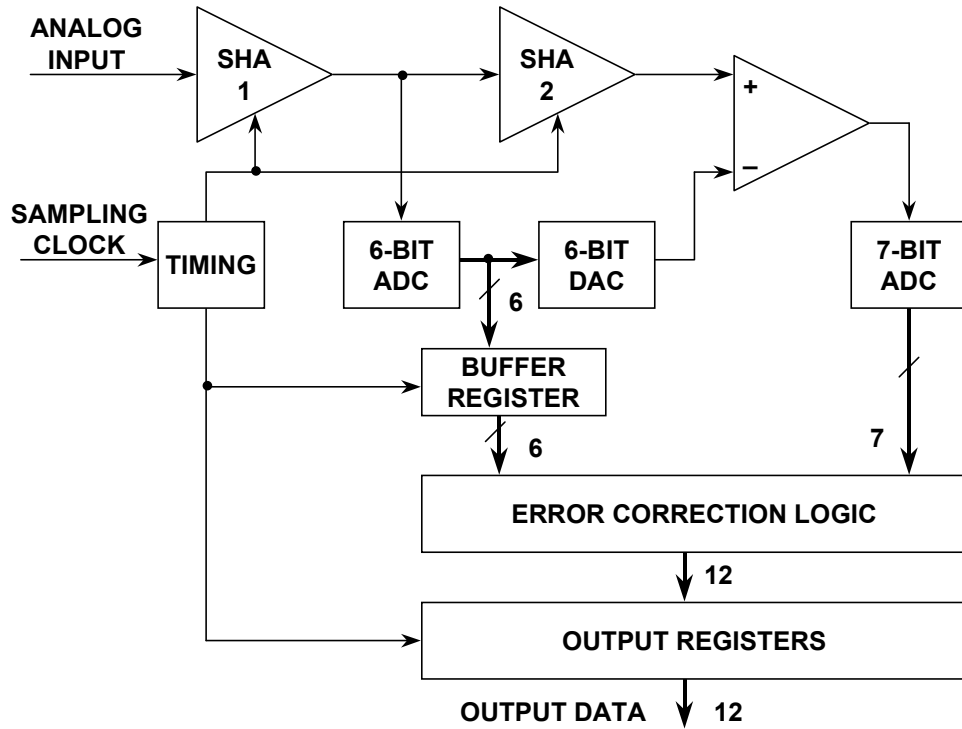 ANALOG
INPUT
SHA
1
SHA
2
+
–
SAMPLING
CLOCK
TIMING
6-BIT
ADC
6-BIT
DAC
7-BIT
ADC
6
BUFFER
REGISTER
6
7
ERROR CORRECTION LOGIC
12
OUTPUT REGISTERS
OUTPUT DATA
12